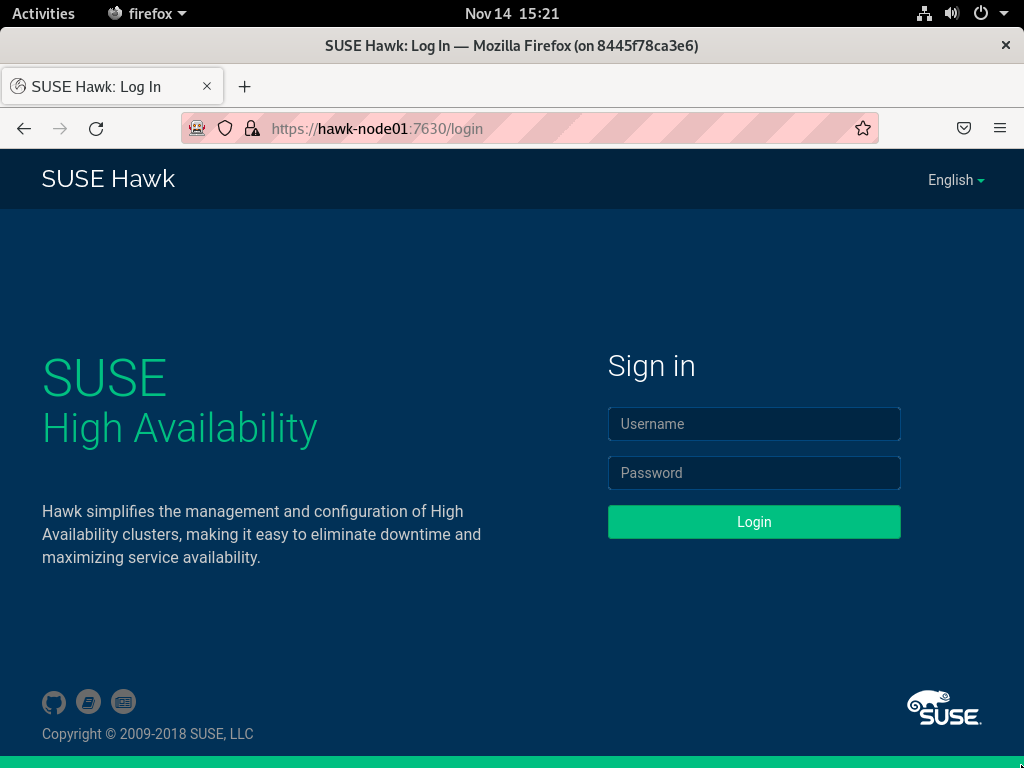 Activities firefox Nov 14 15:21
SUSE Hawk: Log In — Mozilla Firefox (on 8445f78ca3e6)
SUSE Hawk: Log In
https://hawk-node01:7630/login
SUSE Hawk English
SUSE
High Availability
Hawk simplifies the management and configuration of High
Availability clusters, making it easy to eliminate downtime and
maximizing service availability.
Sign in
Username
Password
Login
SUSE.
Copyright © 2009-2018 SUSE, LLC